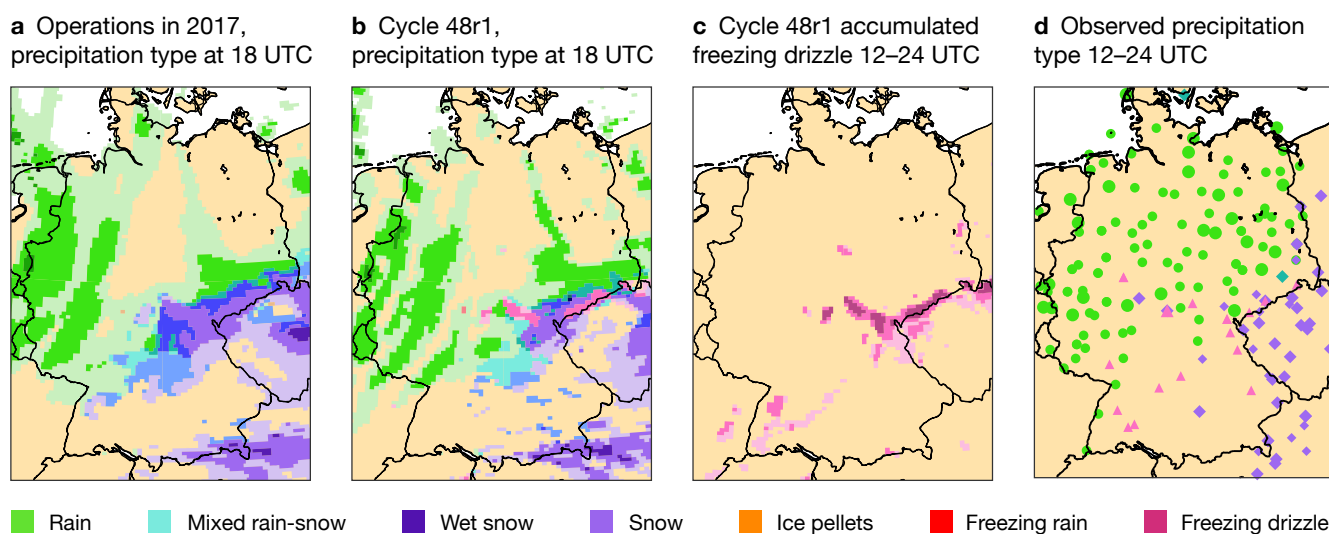 a Operations in 2017,
precipitation type at 18 UTC
b Cycle 48r1,
precipitation type at 18 UTC
c Cycle 48r1 accumulated
freezing drizzle 12–24 UTC
d Observed precipitation
type 12–24 UTC
Rain Mixed rain-snow Wet snow Snow Ice pellets Freezing rain Freezing drizzle